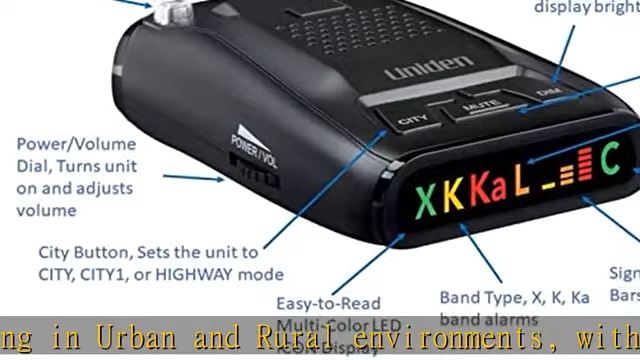 display bright
uniden
CITY
MUTE
DIM
POWER/VOL
Power/Volume
Dial, Turns unit
on and adjusts
volume
X K Ka L C
City Button, Sets the unit to
CITY, CITY1, or HIGHWAY mode
Easy-to-Read
Multi-Color LED
ICON Display
Band Type, X, K, Ka
band alarms
Sign
Bars
ng in Urban and Rural environments, with